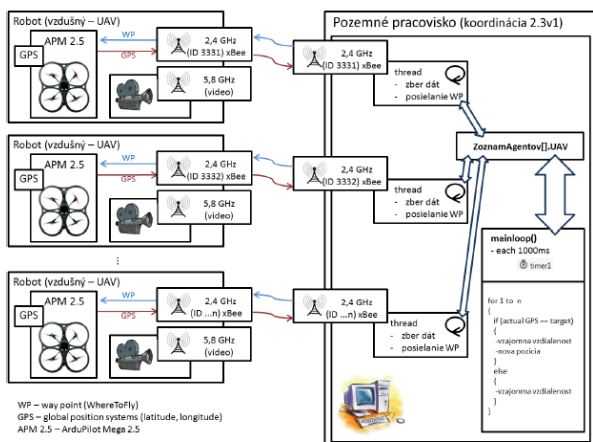 Robot (vzdušný – UAV)
APM 2.5
GPS
WP
GPS
2,4 GHz
(ID 3331) xBee
5,8 GHz
(video)
Robot (vzdušný – UAV)
APM 2.5
GPS
WP
GPS
2,4 GHz
(ID 3332) xBee
5,8 GHz
(video)
⋮
Robot (vzdušný – UAV)
APM 2.5
GPS
WP
GPS
2,4 GHz
(ID ...n) xBee
5,8 GHz
(video)
WP – way point (WhereToFly)
GPS – global position systems (latitude, longitude)
APM 2.5 – ArduPilot Mega 2.5
Pozemné pracovisko (koordinácia 2.3v1)
2,4 GHz
(ID 3331) xBee
thread
- zber dát
- posielanie WP
2,4 GHz
(ID 3332) xBee
thread
- zber dát
- posielanie WP
2,4 GHz
(ID ...n) xBee
thread
- zber dát
- posielanie WP
ZoznamAgentov[].UAV
mainloop()
- each 1000ms
timer1
for 1 to n
{
if (actual GPS == target)
{
-vzajomna vzdialenost
-nova pozicia
}
else
{
-vzajomna vzdialenost
}
}